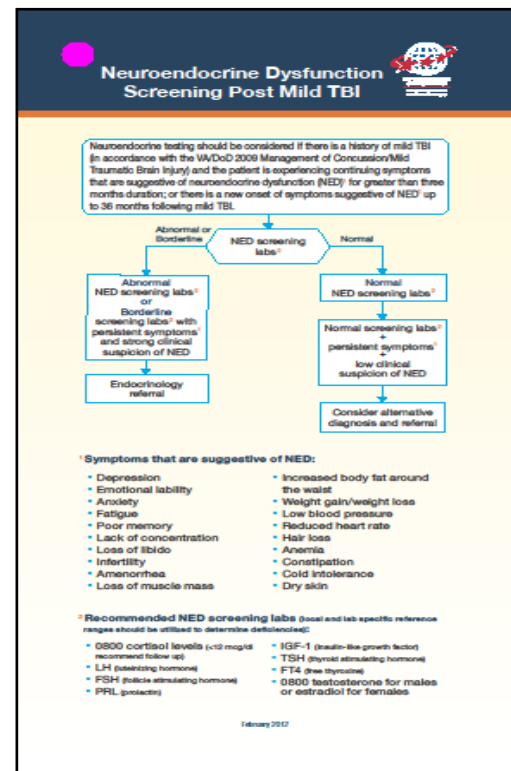 Neuroendocrine Dysfunction
Screening Post Mild TBI
Neuroendocrine testing should be considered if there is a history of mild TBI
(in accordance with the VA/DoD 2009 Management of Concussion/Mild
Traumatic Brain Injury) and the patient is experiencing continuing symptoms
that are suggestive of neuroendocrine dysfunction (NED)¹ for greater than three
months duration; or there is a new onset of symptoms suggestive of NED¹ up
to 36 months following mild TBI.
Abnormal or
Borderline
NED screening
labs²
Normal
Abnormal
NED screening labs²
or
Borderline
screening labs² with
persistent symptoms¹
and strong clinical
suspicion of NED
Endocrinology
referral
Normal
NED screening labs²
Normal screening labs²
+
persistent symptoms¹
+
low clinical
suspicion of NED
Consider alternative
diagnosis and referral
¹Symptoms that are suggestive of NED:
• Depression
• Emotional lability
• Anxiety
• Fatigue
• Poor memory
• Lack of concentration
• Loss of libido
• Infertility
• Amenorrhea
• Loss of muscle mass
• Increased body fat around
the waist
• Weight gain/weight loss
• Low blood pressure
• Reduced heart rate
• Hair loss
• Anemia
• Constipation
• Cold intolerance
• Dry skin
²Recommended NED screening labs (local and lab specific reference
ranges should be utilized to determine deficiencies):
• 0800 cortisol levels (<12 mcg/dl
recommend follow up)
• LH (luteinizing hormone)
• FSH (follicle stimulating hormone)
• PRL (prolactin)
• IGF-1 (insulin-like growth factor)
• TSH (thyroid stimulating hormone)
• FT4 (free thyroxine)
• 0800 testosterone for males
or estradiol for females
February 2012